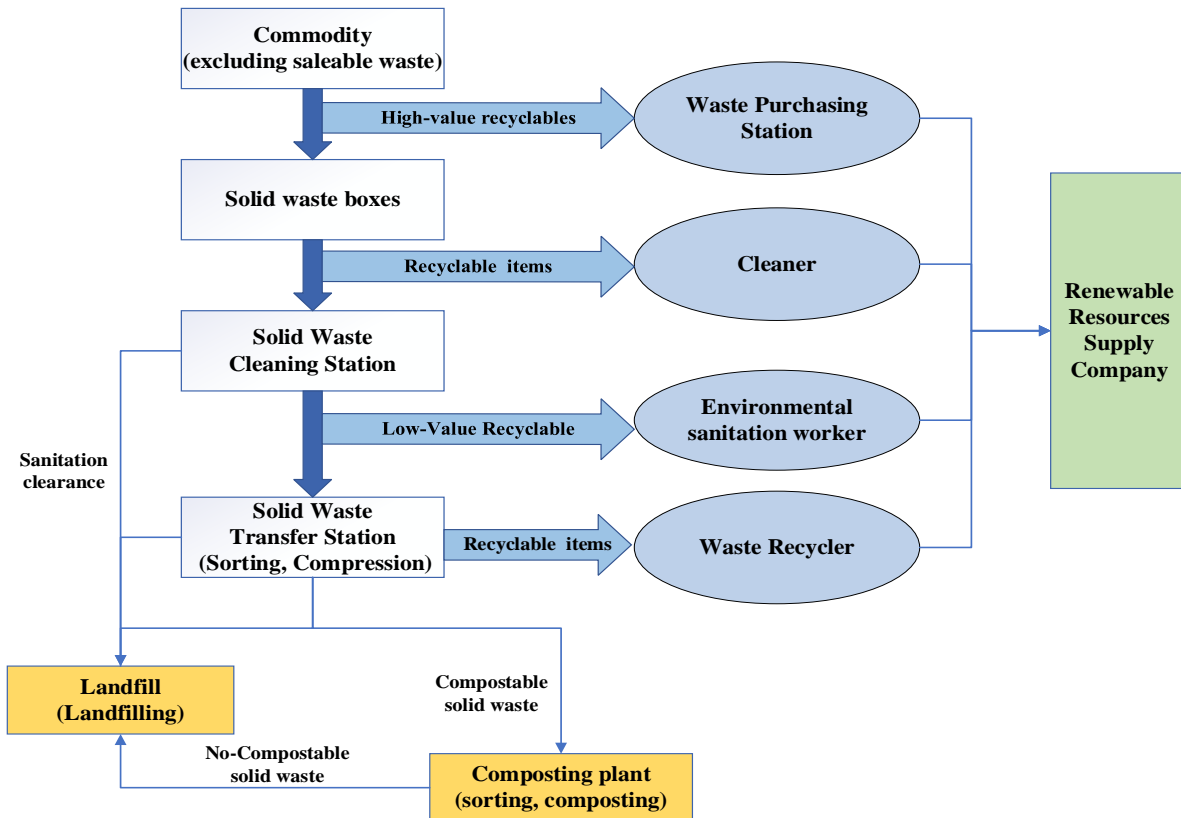 Commodity
(excluding saleable waste)
High-value recyclables
Waste Purchasing
Station
Solid waste boxes
Recyclable items
Cleaner
Renewable
Resources
Supply
Company
Solid Waste
Cleaning Station
Low-Value Recyclable
Environmental
sanitation worker
Sanitation
clearance
Solid Waste
Transfer Station
(Sorting, Compression)
Recyclable items
Waste Recycler
Landfill
(Landfilling)
Compostable
solid waste
No-Compostable
solid waste
Composting plant
(sorting, composting)